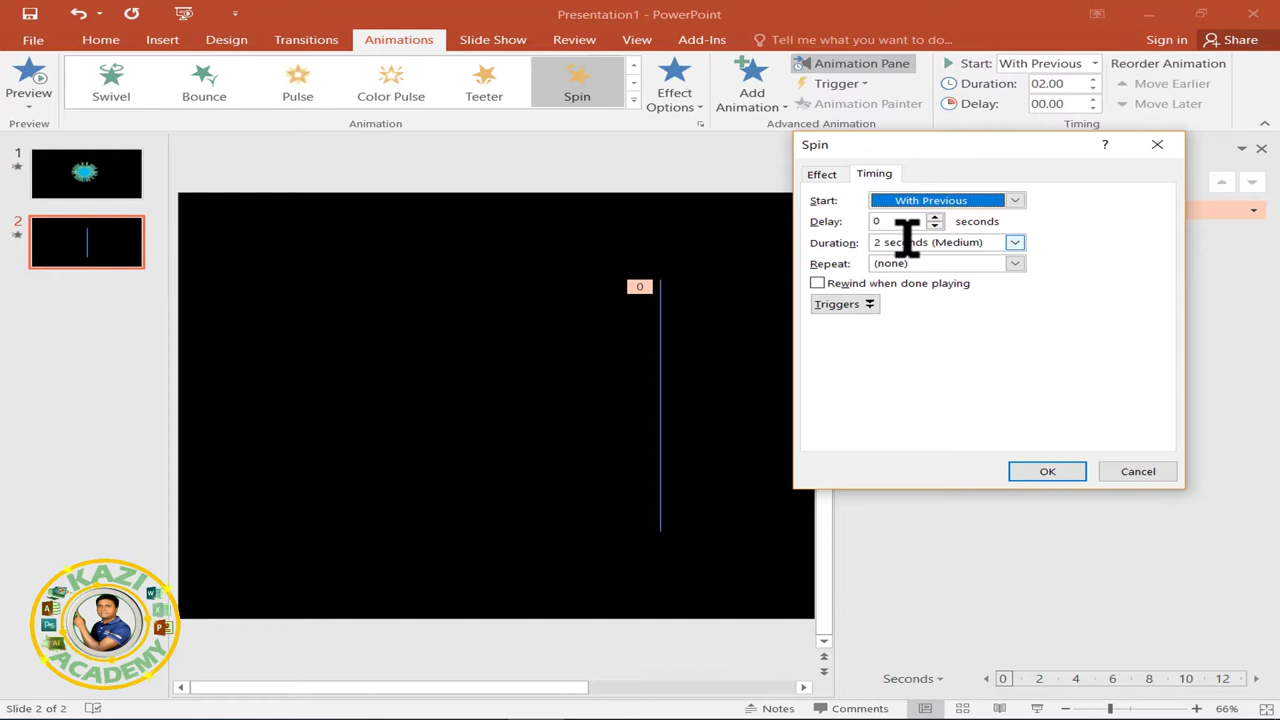 Presentation1 - PowerPoint
File Home Insert Design Transitions Animations Slide Show Review View Add-Ins Tell me what you want to do... Sign in Share
Preview
Preview
Swivel Bounce Pulse Color Pulse Teeter Spin
Animation
Effect Options
Add Animation
Animation Pane
Trigger
Animation Painter
Advanced Animation
Start: With Previous
Duration: 02.00
Delay: 00.00
Reorder Animation
Move Earlier
Move Later
Timing
1
2
0
Spin
?
Effect Timing
Start: With Previous
Delay: 0 seconds
Duration: 2 seconds (Medium)
Repeat: (none)
Rewind when done playing
Triggers
OK Cancel
KAZI
ACADEMY
Seconds 0 2 4 6 8 10 12
Slide 2 of 2 Notes Comments 66%